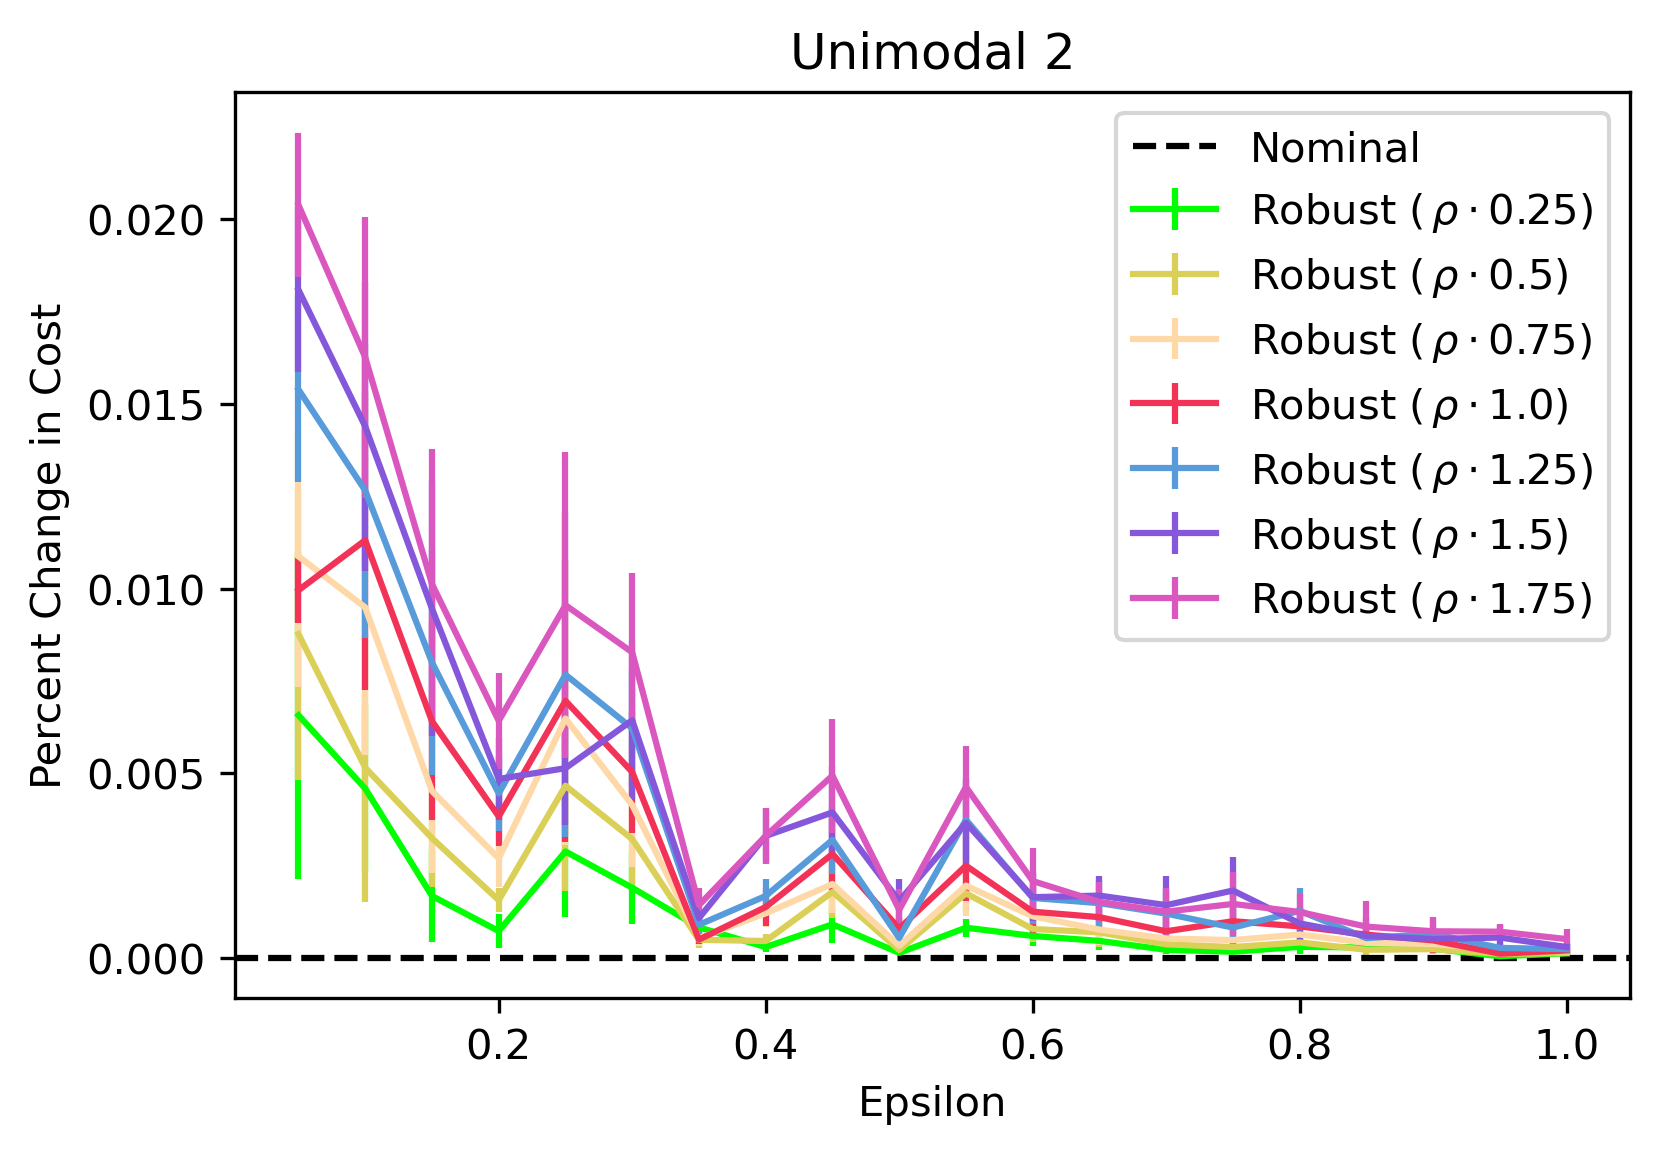 Unimodal 2
Percent Change in Cost
0.020
0.015
0.010
0.005
0.000
Nominal
Robust (ρ · 0.25)
Robust (ρ · 0.5)
Robust (ρ · 0.75)
Robust (ρ · 1.0)
Robust (ρ · 1.25)
Robust (ρ · 1.5)
Robust (ρ · 1.75)
0.2 0.4 0.6 0.8 1.0
Epsilon